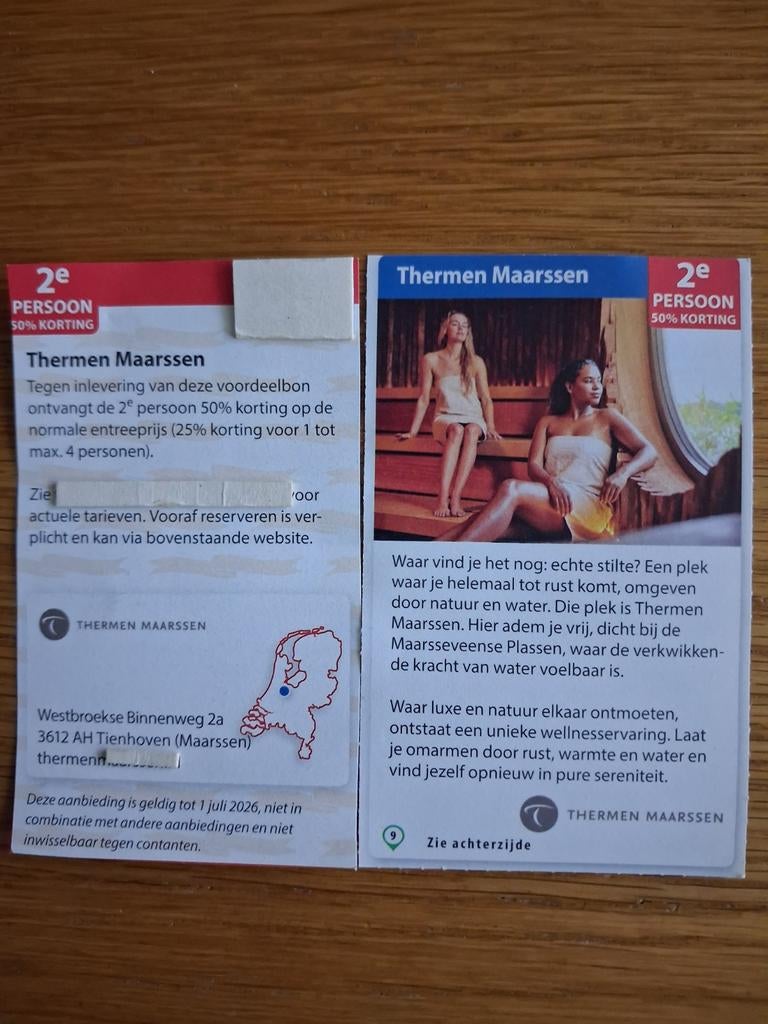 2e
PERSOON
50% KORTING
Thermen Maarssen
Tegen inlevering van deze voordeelbon
ontvangt de 2e persoon 50% korting op de
normale entreeprijs (25% korting voor 1 tot
max. 4 personen).
Zie voor
actuele tarieven. Vooraf reserveren is ver-
plicht en kan via bovenstaande website.
THERMEN MAARSSEN
Westbroekse Binnenweg 2a
3612 AH Tienhoven (Maarssen)
Deze aanbieding is geldig tot 1 juli 2026, niet in
combinatie met andere aanbiedingen en niet
inwisselbaar tegen contanten.
Thermen Maarssen
2e
PERSOON
50% KORTING
Waar vind je het nog: echte stilte? Een plek
waar je helemaal tot rust komt, omgeven
door natuur en water. Die plek is Thermen
Maarssen. Hier adem je vrij, dicht bij de
Maarsseveense Plassen, waar de verkwikken-
de kracht van water voelbaar is.
Waar luxe en natuur elkaar ontmoeten,
ontstaat een unieke wellnesservaring. Laat
je omarmen door rust, warmte en water en
vind jezelf opnieuw in pure sereniteit.
THERMEN MAARSSEN
9
Zie achterzijde